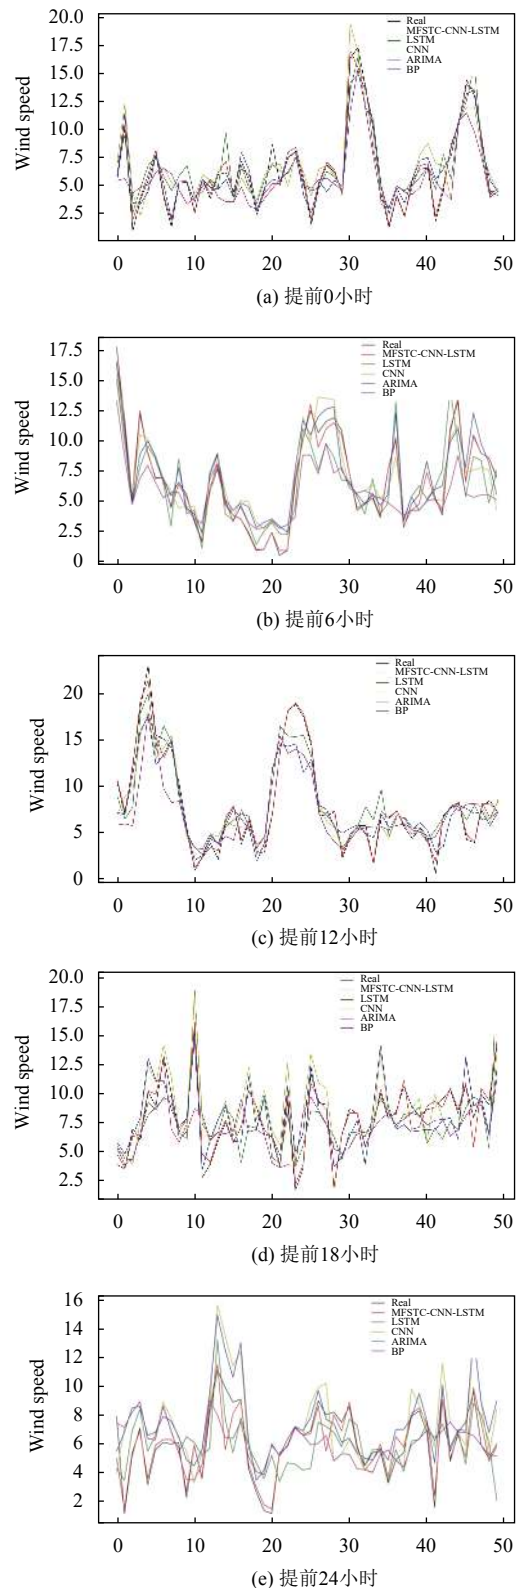 20.0
17.5
15.0
12.5
10.0
7.5
5.0
2.5
Wind speed
Real
MFSTC-CNN-LSTM
LSTM
CNN
ARIMA
BP
0 10 20 30 40 50
(a) 提前0小时
17.5
15.0
12.5
10.0
7.5
5.0
2.5
0
Wind speed
Real
MFSTC-CNN-LSTM
LSTM
CNN
ARIMA
BP
0 10 20 30 40 50
(b) 提前6小时
20
15
10
5
0
Wind speed
Real
MFSTC-CNN-LSTM
LSTM
CNN
ARIMA
BP
0 10 20 30 40 50
(c) 提前12小时
20.0
17.5
15.0
12.5
10.0
7.5
5.0
2.5
Wind speed
Real
MFSTC-CNN-LSTM
LSTM
CNN
ARIMA
BP
0 10 20 30 40 50
(d) 提前18小时
16
14
12
10
8
6
4
2
Wind speed
Real
MFSTC-CNN-LSTM
LSTM
CNN
ARIMA
BP
0 10 20 30 40 50
(e) 提前24小时